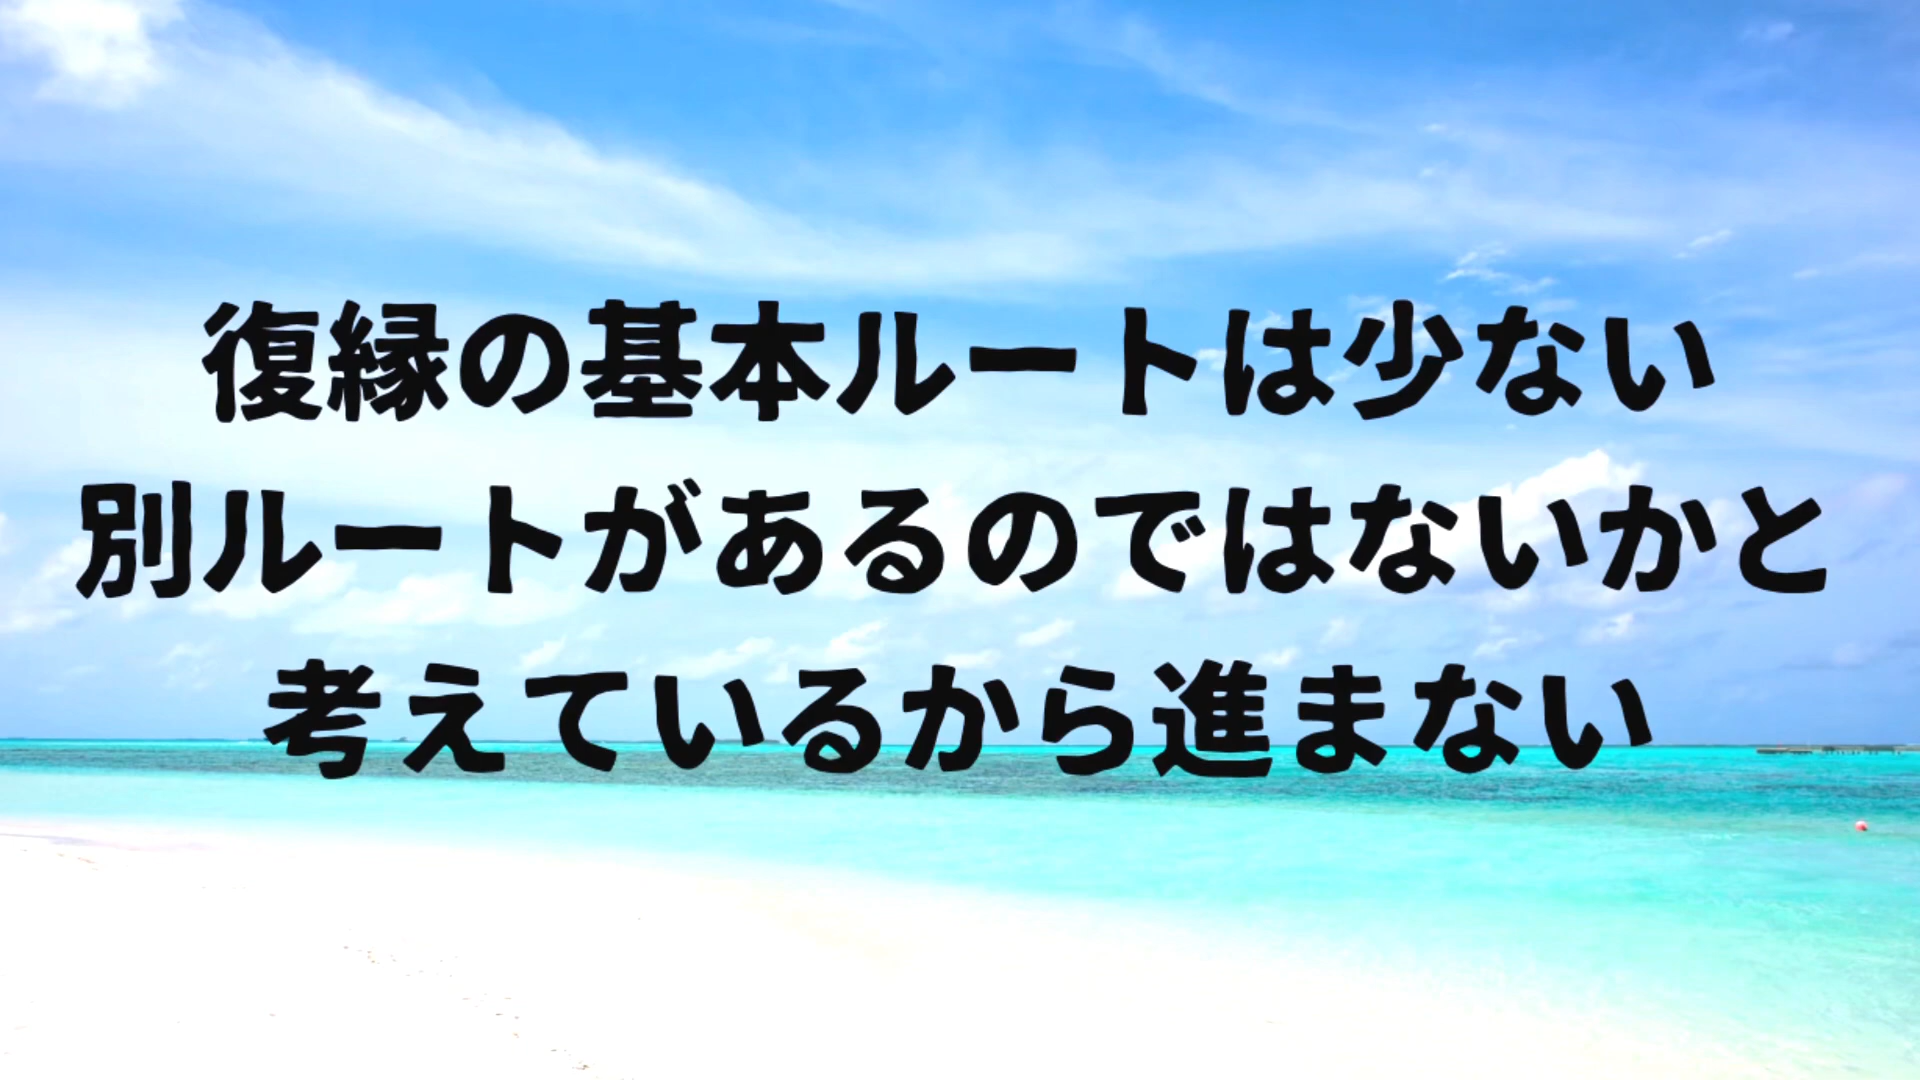 復縁の基本ルートは少ない
別ルートがあるのではないかと
考えているから進まない